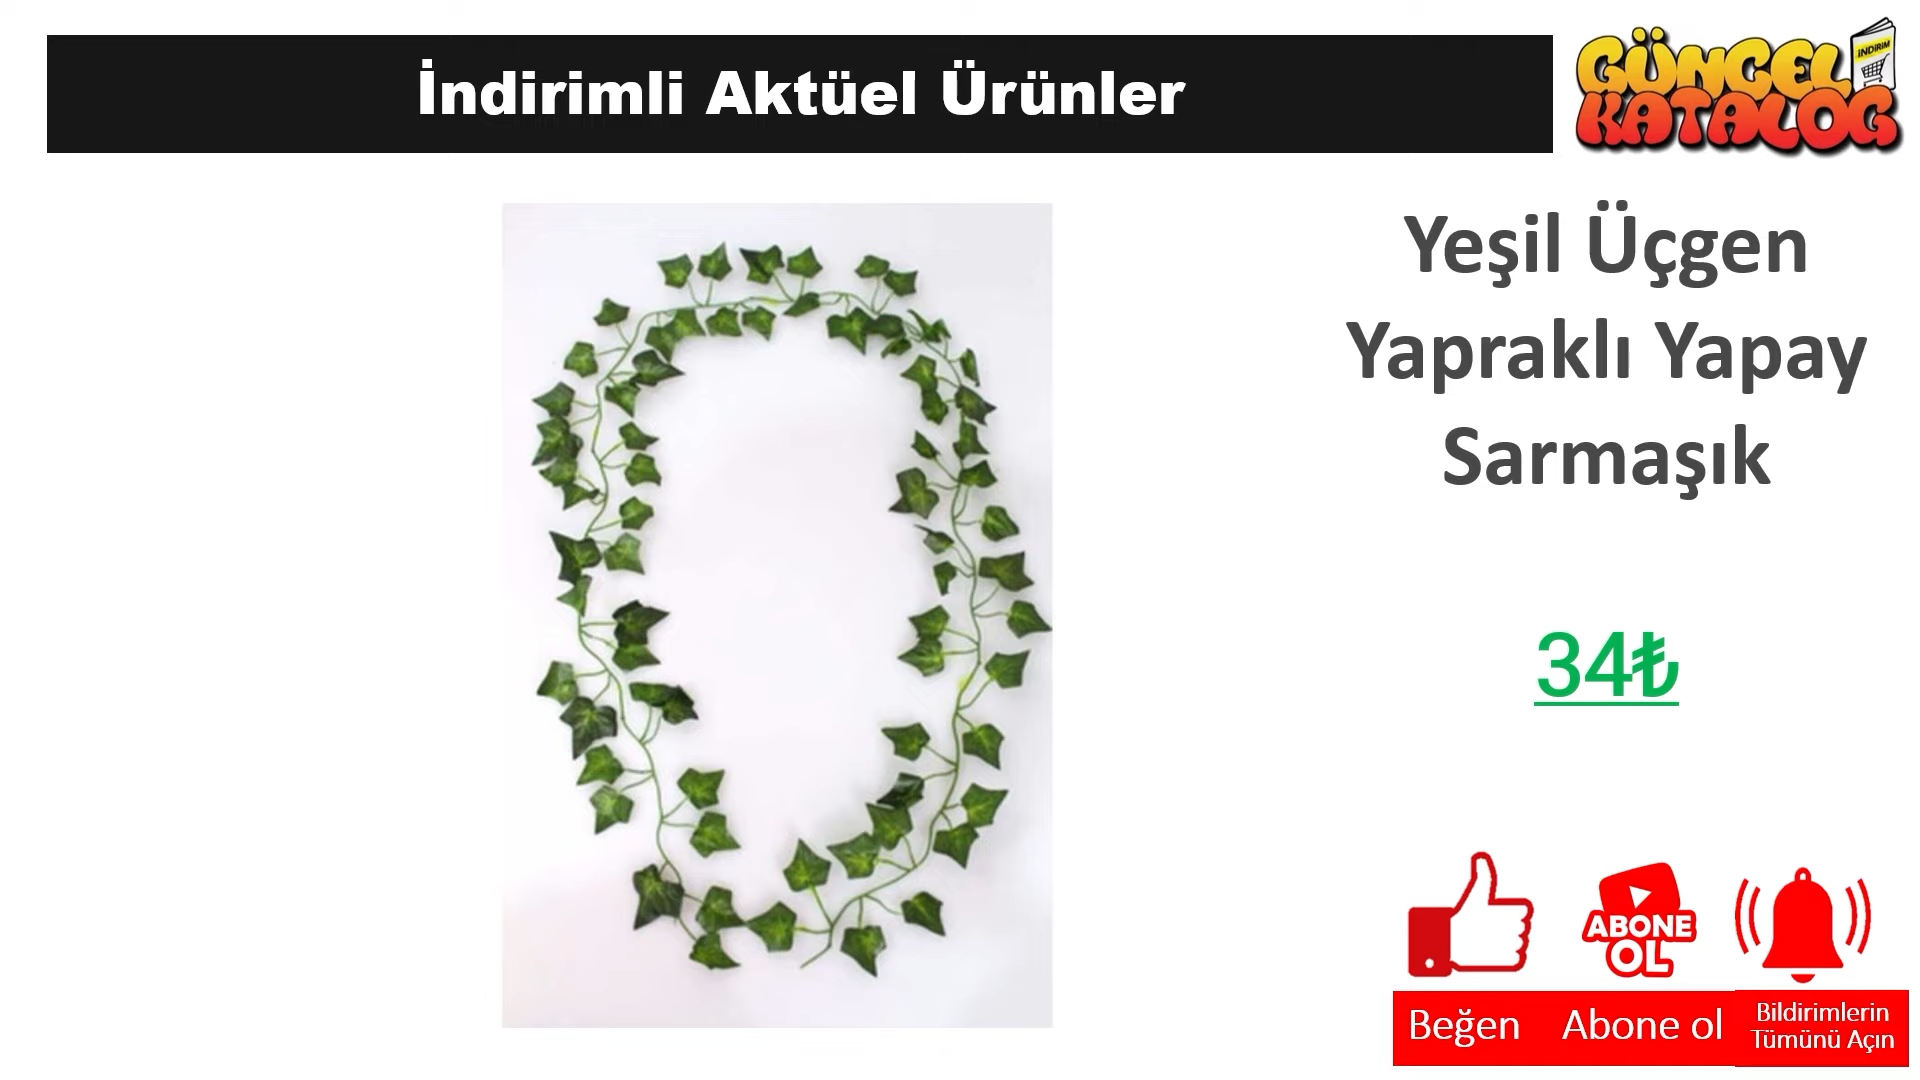 İndirimli Aktüel Ürünler
GÜNCEL
KATALOG
İNDİRİM
Yeşil Üçgen
Yapraklı Yapay
Sarmaşık
34₺
ABONE
OL
Beğen
Abone ol
Bildirimlerin
Tümünü Açın